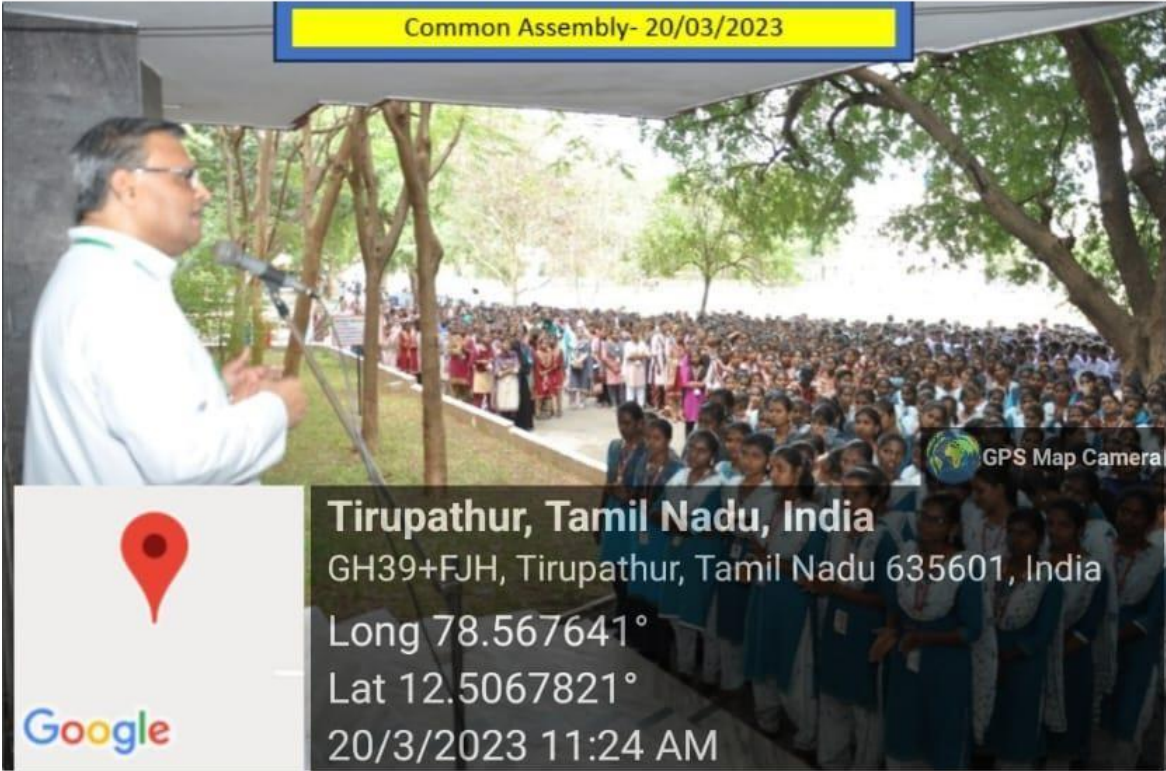 Common Assembly- 20/03/2023
GPS Map Camera
Tirupathur, Tamil Nadu, India
GH39+FJH, Tirupathur, Tamil Nadu 635601, India
Long 78.567641°
Lat 12.5067821°
20/3/2023 11:24 AM
Google